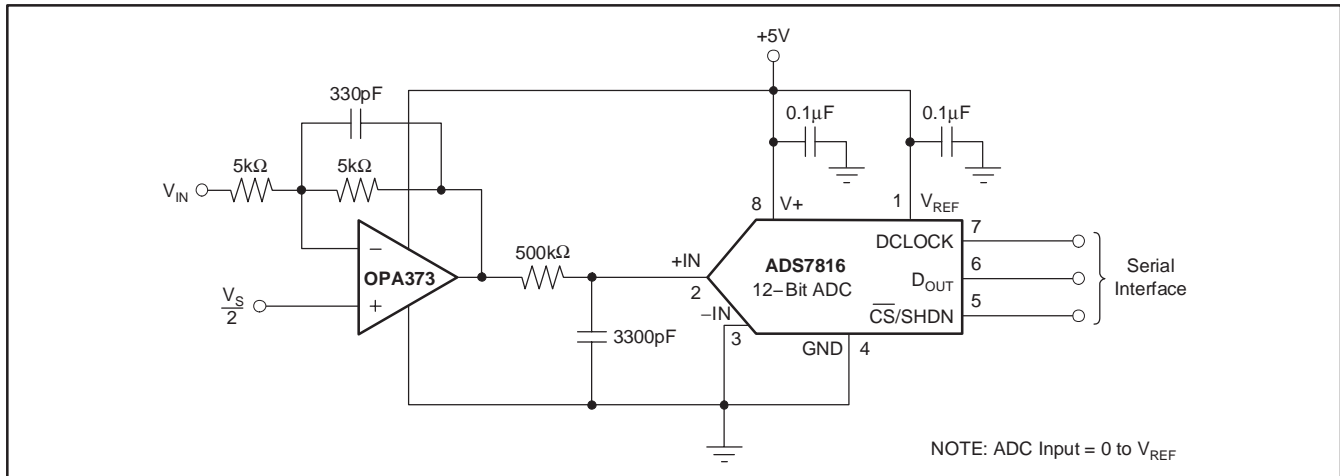 +5V
330pF
0.1μF
0.1μF
5kΩ
5kΩ
V_IN
8
V+
1
V_REF
−
OPA373
+
V_S
2
500kΩ
+IN
2
DCLOCK
7
ADS7816
12−Bit ADC
D_OUT
6
Serial
Interface
−IN
3
C̅S̅/SHDN
5
3300pF
GND
4
NOTE: ADC Input = 0 to V_REF